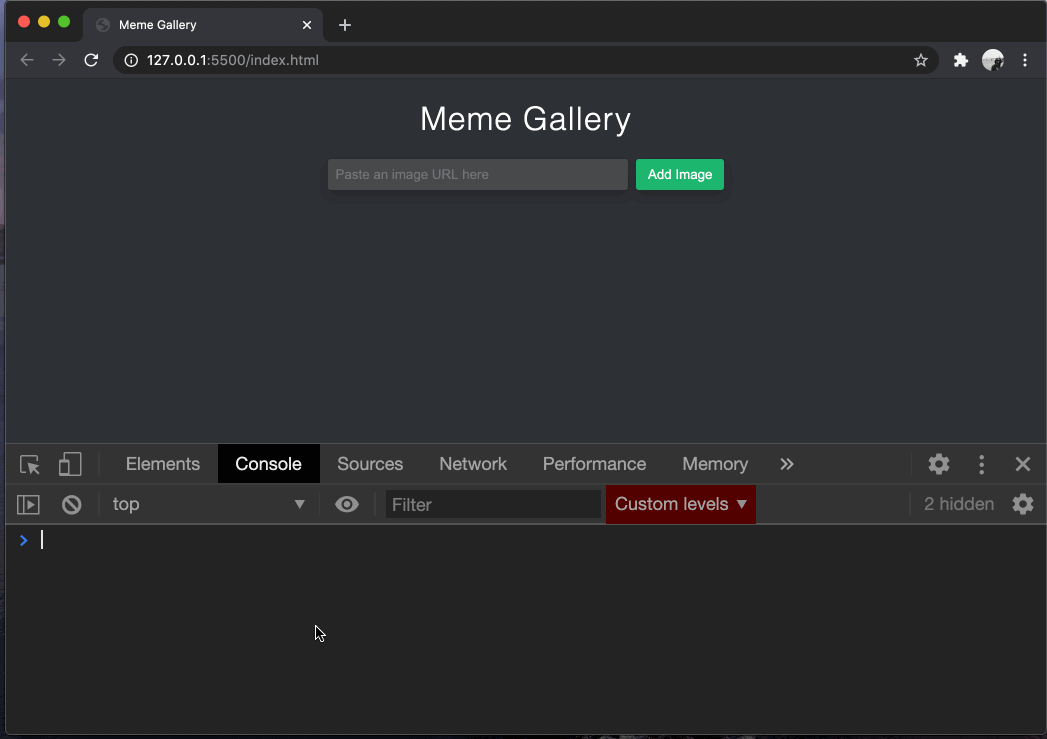 Meme Gallery
127.0.0.1:5500/index.html
Meme Gallery
Paste an image URL here Add Image
Elements Console Sources Network Performance Memory
top Filter Custom levels 2 hidden